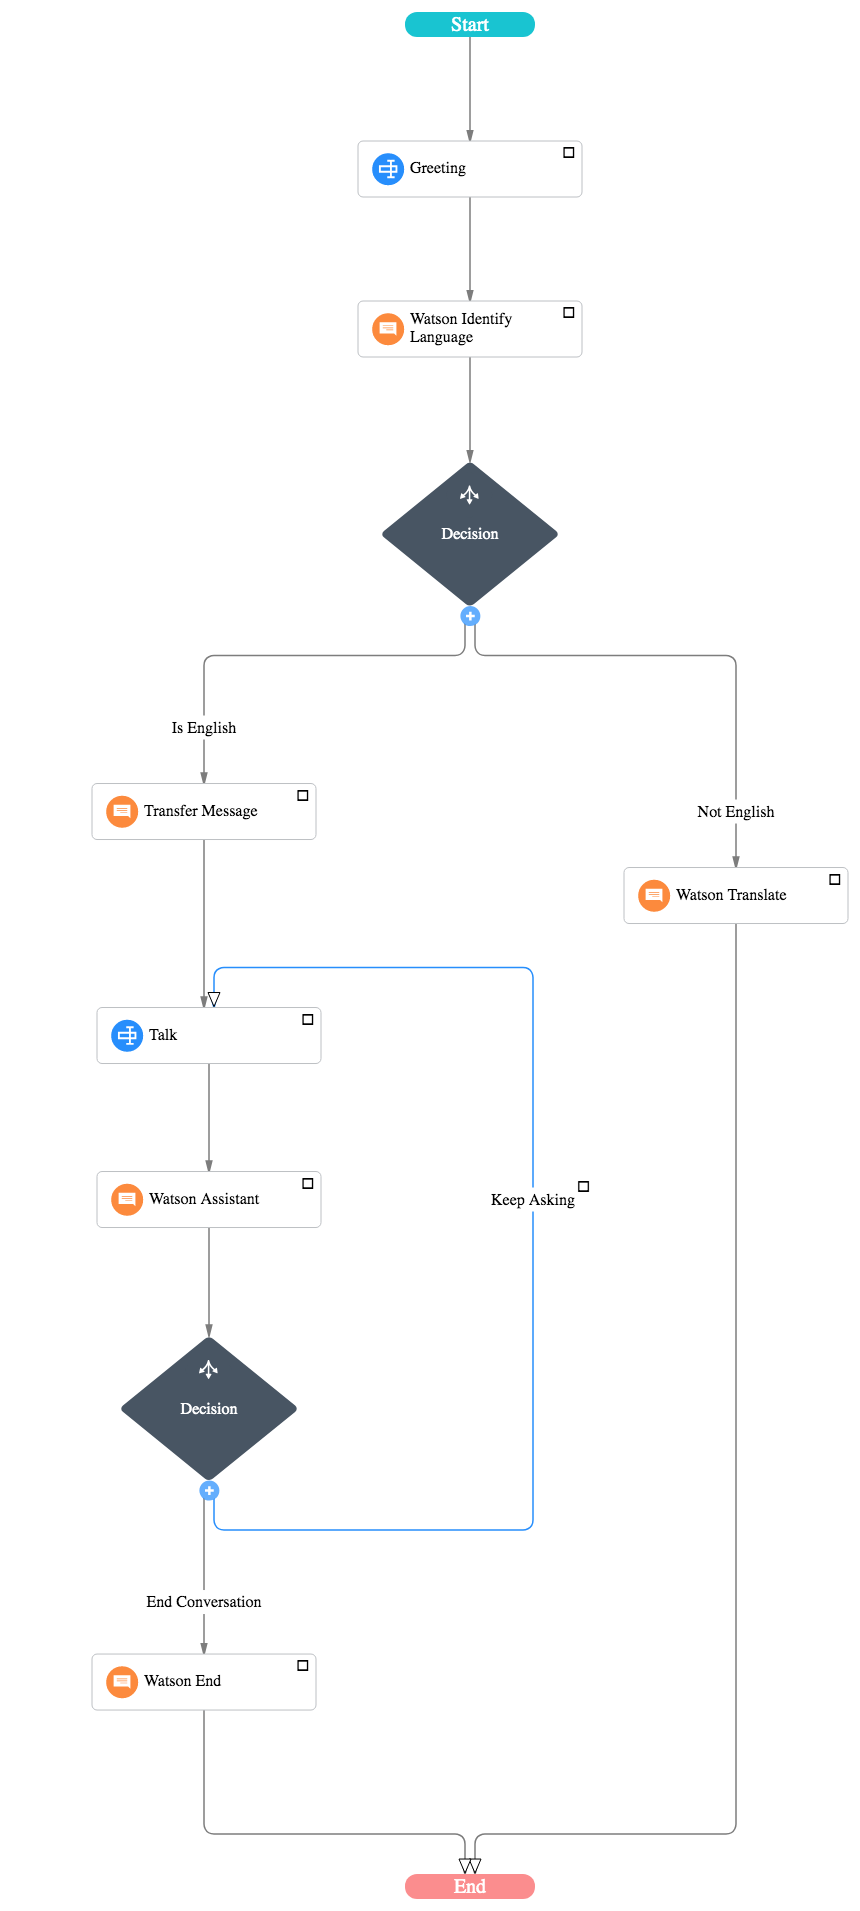 Start
Greeting
Watson Identify
Language
Decision
Is English
Transfer Message
Not English
Watson Translate
Talk
Watson Assistant
Keep Asking
Decision
End Conversation
Watson End
End